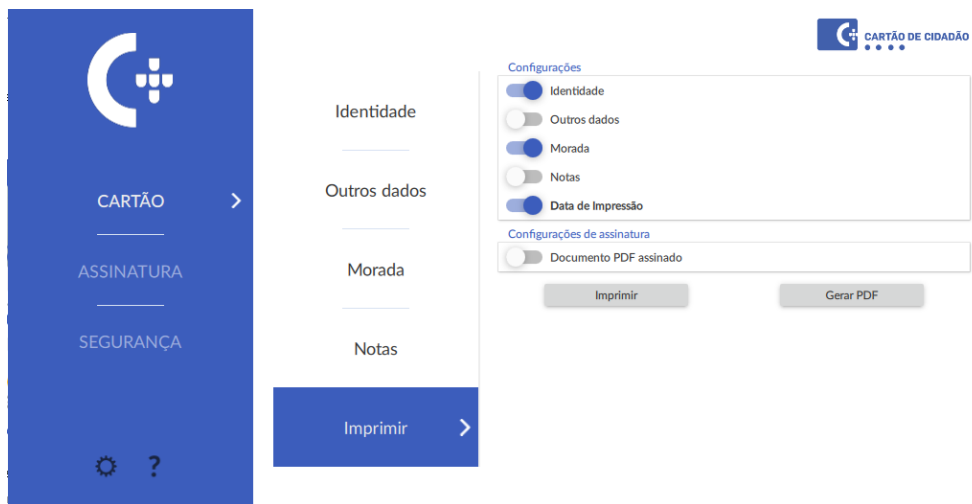 CARTÃO
ASSINATURA
SEGURANÇA
?
Identidade
Outros dados
Morada
Notas
Imprimir
CARTÃO DE CIDADÃO
Configurações
Identidade
Outros dados
Morada
Notas
Data de Impressão
Configurações de assinatura
Documento PDF assinado
Imprimir
Gerar PDF